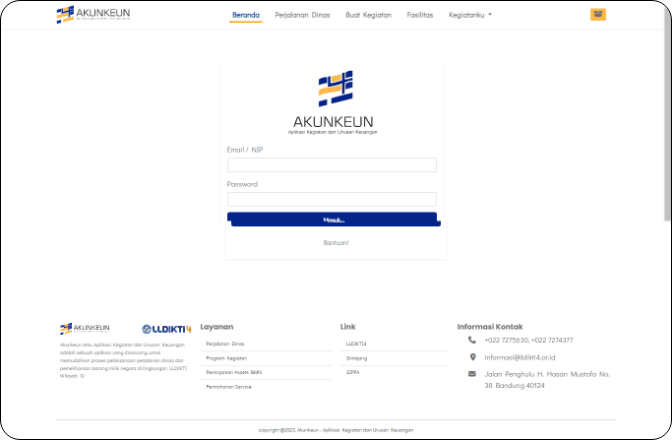 AKUNKEUN
Beranda
Perjalanan Dinas
Buat Kegiatan
Fasilitas
Kegiatanku
AKUNKEUN
Aplikasi Kegiatan dan Urusan Keuangan
Email / NIP
Password
Masuk...
Bantuan!
AKUNKEUN
LLDIKTI4
Akunkeun atau Aplikasi Kegiatan dan Urusan Keuangan
adalah sebuah aplikasi yang dirancang untuk
memudahkan proses pelaksanaan perjalanan dinas dan
pemeliharaan barang milik negara di lingkungan LLDIKTI
Wilayah IV.
Layanan
Perjalanan Dinas
Program Kegiatan
Peminjaman Assets BMN
Permohonan Service
Link
LLDIKTI4
Simajang
SIPPA
Informasi Kontak
+022 7275630, +022 7274377
informasi@lldikti4.or.id
Jalan Penghulu H. Hasan Mustofa No.
38 Bandung 40124
copyright@2023, Akunkeun - Aplikasi Kegiatan dan Urusan Keuangan